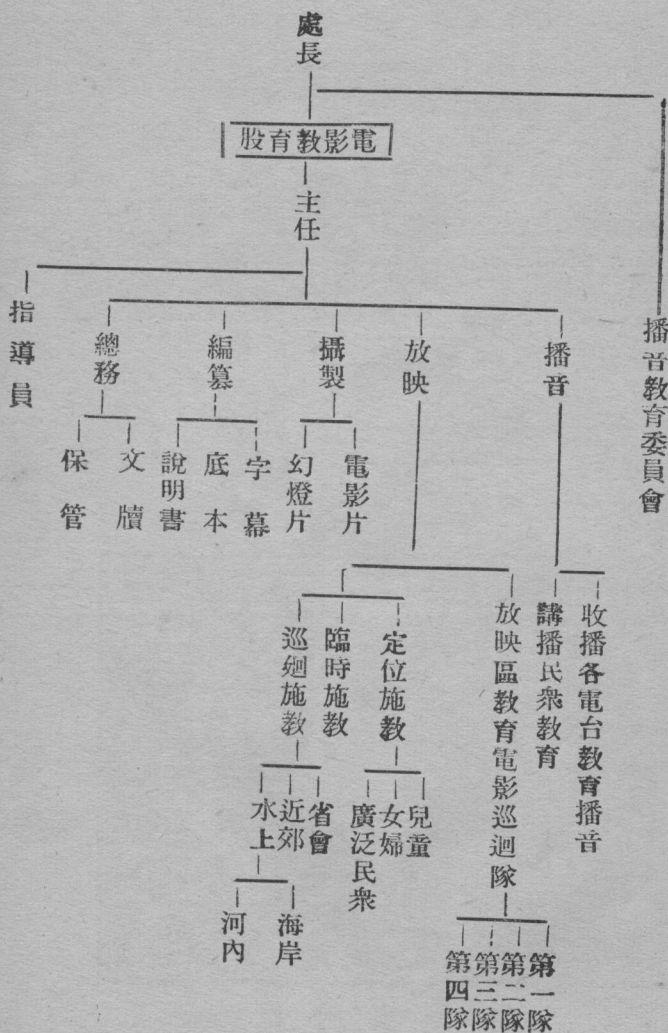 處長
電影教育股
主任
播音教育委員會
播音
放映
攝製
編纂
總務
指導員
電影片
幻燈片
字幕
底本
說明書
文牘
保管
收播各電台教育播音
講播民衆教育
放映區教育電影巡迴隊
定位施教
臨時施教
巡廻施教
第一隊
第二隊
第三隊
第四隊
兒童
女婦
廣泛民衆
省會
近郊
水上
海岸
河內